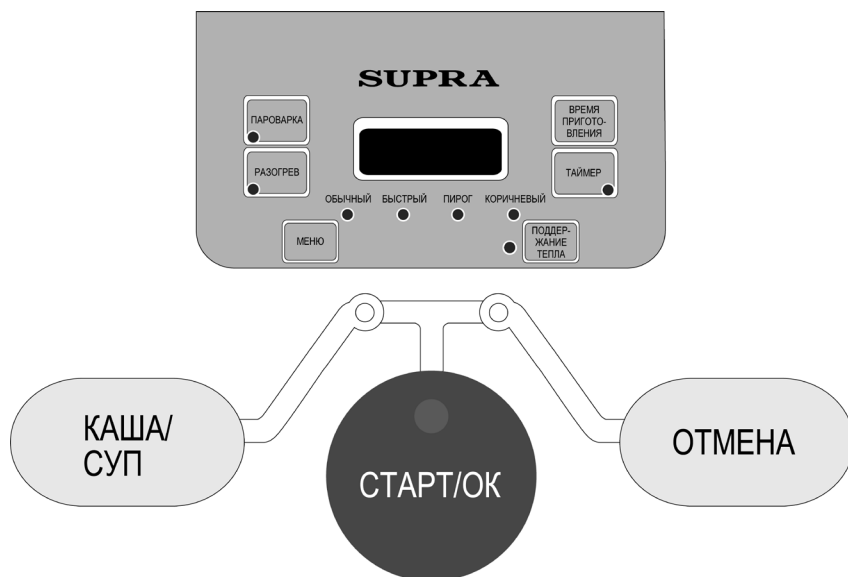 SUPRA
ПАРОВАРКА
ВРЕМЯ
ПРИГОТО-
ВЛЕНИЯ
РАЗОГРЕВ
ТАЙМЕР
ОБЫЧНЫЙ БЫСТРЫЙ ПИРОГ КОРИЧНЕВЫЙ
МЕНЮ
ПОДДЕР-
ЖАНИЕ
ТЕПЛА
КАША/
СУП
СТАРТ/ОК
ОТМЕНА